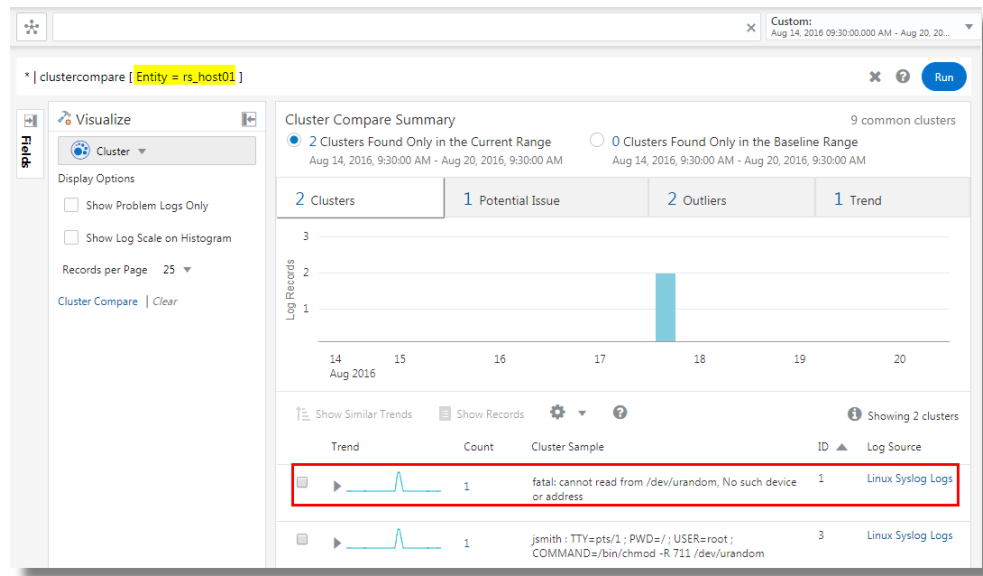 Custom:
Aug 14, 2016 09:30:00.000 AM - Aug 20, 20...
* | clustercompare [ Entity = rs_host01 ]
Run
Fields
Visualize
Cluster
Display Options
Show Problem Logs Only
Show Log Scale on Histogram
Records per Page 25
Cluster Compare | Clear
Cluster Compare Summary
9 common clusters
2 Clusters Found Only in the Current Range
Aug 14, 2016, 9:30:00 AM - Aug 20, 2016, 9:30:00 AM
0 Clusters Found Only in the Baseline Range
Aug 14, 2016, 9:30:00 AM - Aug 20, 2016, 9:30:00 AM
2 Clusters
1 Potential Issue
2 Outliers
1 Trend
Log Records
3
2
1
14 15 16 17 18 19 20
Aug 2016
Show Similar Trends
Show Records
Showing 2 clusters
Trend Count Cluster Sample ID Log Source
1 fatal: cannot read from /dev/urandom, No such device 1 Linux Syslog Logs
or address
1 jsmith : TTY=pts/1 ; PWD=/ ; USER=root ; 3 Linux Syslog Logs
COMMAND=/bin/chmod -R 711 /dev/urandom